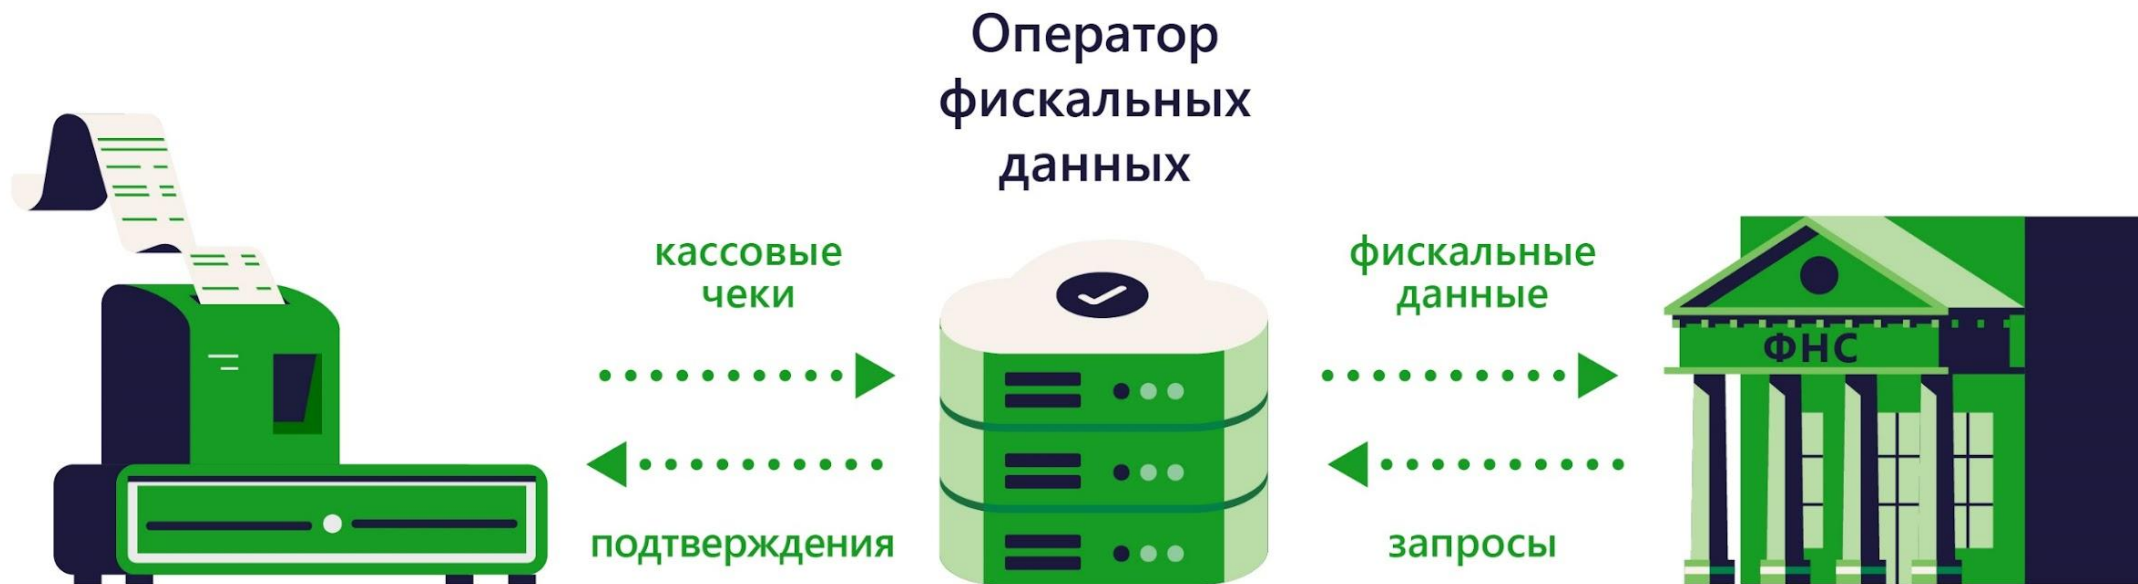 Оператор
фискальных
данных
кассовые
чеки
фискальные
данные
ФНС
подтверждения
запросы